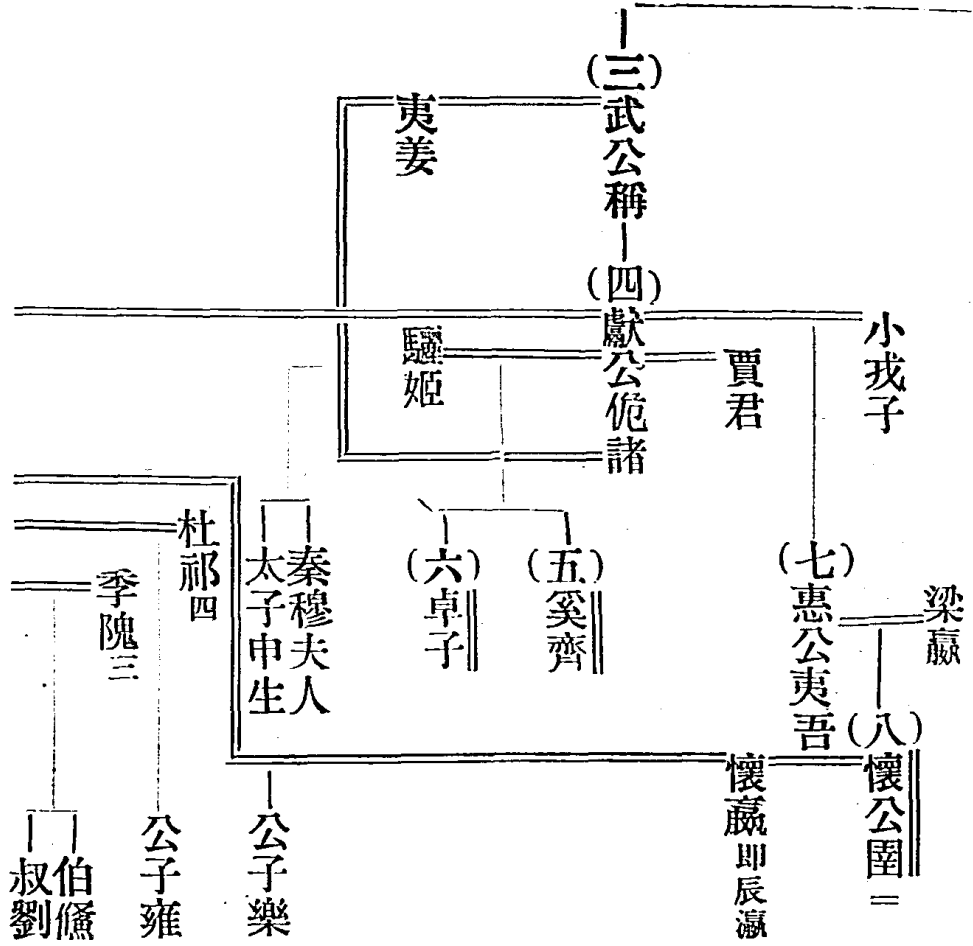 (三)武公稱
夷姜
(四)獻公佹諸
小戎子
賈君
驪姬
梁嬴
(七)惠公夷吾
(八)懷公圉 二
(五)奚齊
(六)卓子
秦穆夫人
太子申生
杜祁四
季隗三
懷嬴即辰瀛
公子樂
公子雍
伯儵
叔劉